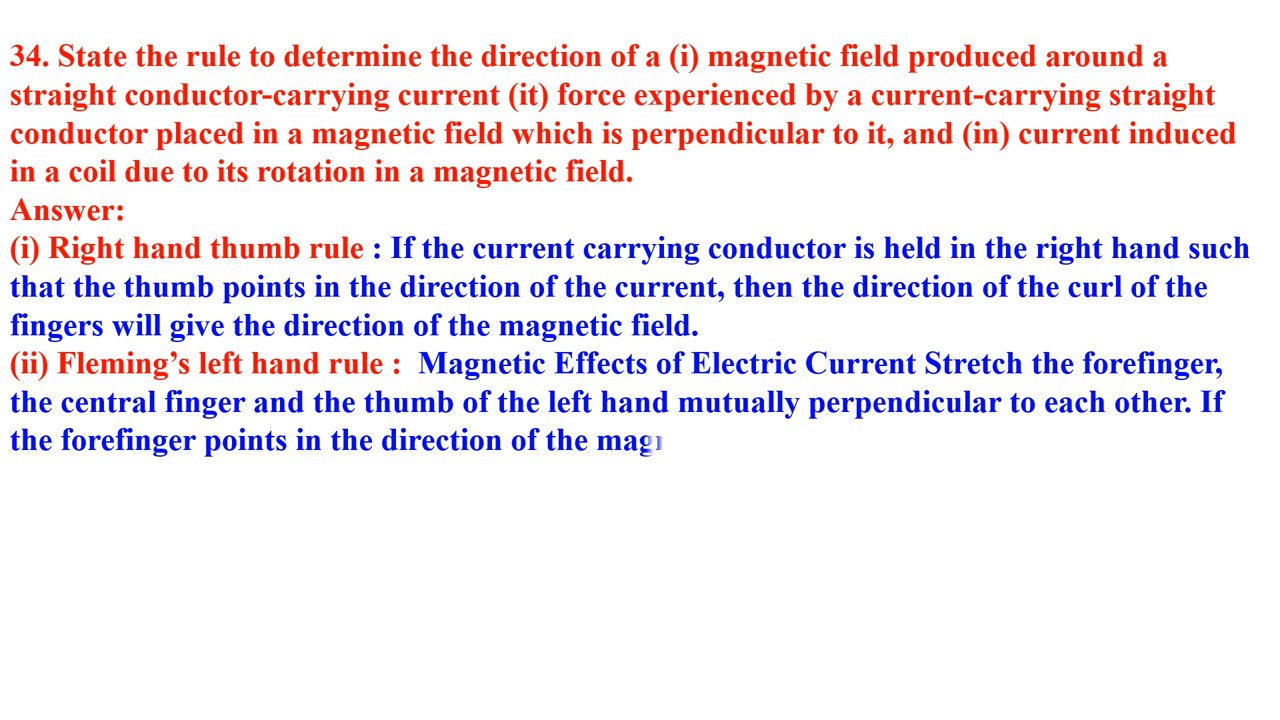 34. State the rule to determine the direction of a (i) magnetic field produced around a
straight conductor-carrying current (it) force experienced by a current-carrying straight
conductor placed in a magnetic field which is perpendicular to it, and (in) current induced
in a coil due to its rotation in a magnetic field.
Answer:
(i) Right hand thumb rule : If the current carrying conductor is held in the right hand such
that the thumb points in the direction of the current, then the direction of the curl of the
fingers will give the direction of the magnetic field.
(ii) Fleming’s left hand rule : Magnetic Effects of Electric Current Stretch the forefinger,
the central finger and the thumb of the left hand mutually perpendicular to each other. If
the forefinger points in the direction of the